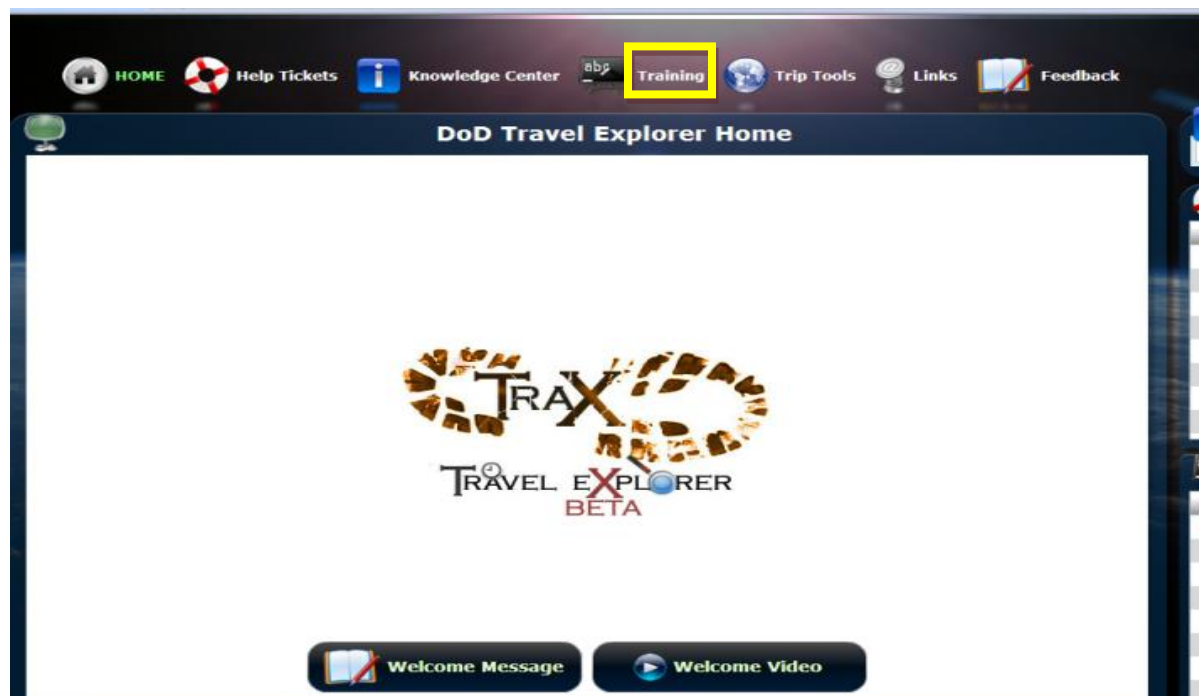 HOME Help Tickets Knowledge Center abc Training Trip Tools Links Feedback
DoD Travel Explorer Home
TRAX
TRAVEL EXPLORER
BETA
Welcome Message Welcome Video